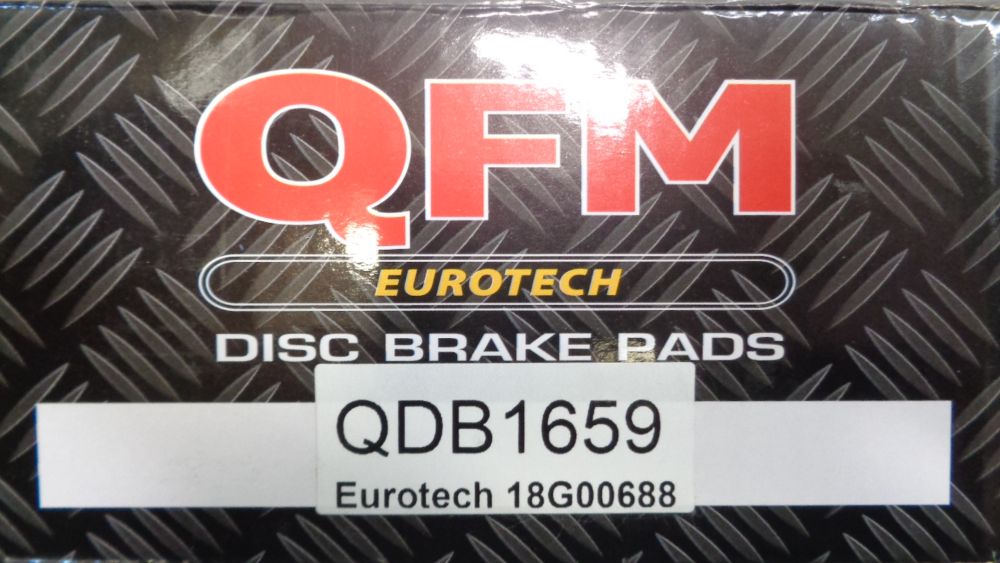 QFM
EUROTECH
DISC BRAKE PADS
QDB1659
Eurotech 18G00688